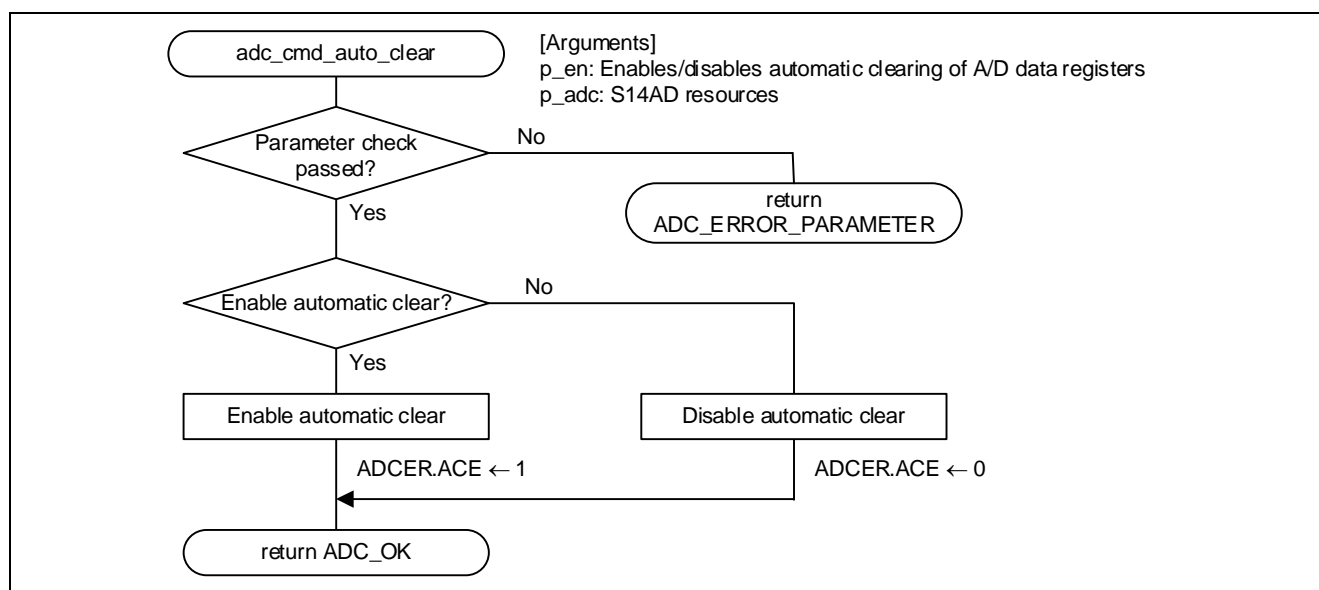 adc_cmd_auto_clear
[Arguments]
p_en: Enables/disables automatic clearing of A/D data registers
p_adc: S14AD resources
Parameter check
passed?
No
Yes
return
ADC_ERROR_PARAMETER
Enable automatic clear?
No
Yes
Enable automatic clear
Disable automatic clear
ADCER.ACE ← 1
ADCER.ACE ← 0
return ADC_OK